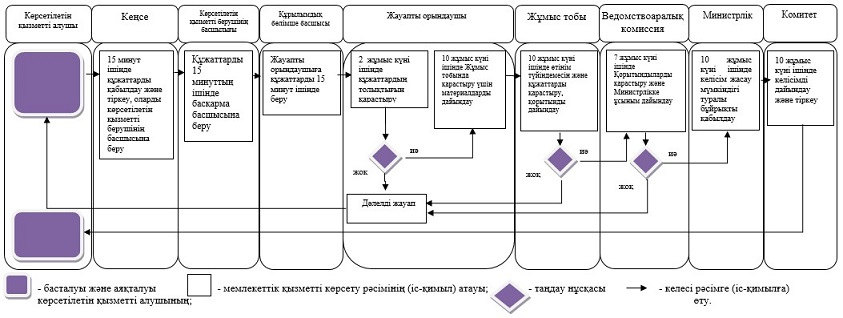 Көрсетілетін
қызметті алушы
Кеңсе
Көрсетілетін
қызметті берушінің
басшылығы
Құрылымдық
бөлімше басшысы
Жауапты орындаушы
Жұмыс тобы
Ведомствоаралық
комиссия
Министрлік
Комитет
15 минут
ішінде
құжаттарды
қабылдау және
тіркеу, оларды
көрсетілетін
қызметті
берушінің
басшысына
беру
Құжаттарды
15
минуттың
ішінде
басқарма
басшысына
беру
Жауапты
орындаушыға
құжаттарды 15
минут ішінде
беру
2 жұмыс күні
ішінде
құжаттардың
толықтығын
қарастыру
10 жұмыс күні
ішінде Жұмыс
тобында
қарастыру үшін
материалдарды
дайындау
10 жұмыс күні
ішінде өтінім
түйіндемесін және
құжаттарды
қарастыру,
қорытынды
дайындау
7 жұмыс күні
ішінде
Қорытындыларды
қарастыру және
Министрлікке
ұсыным дайындау
10 жұмыс
күні ішінде
келісім жасау
мүмкіндігі
туралы
бұйрықты
қабылдау
10 жұмыс
күні ішінде
келісімді
дайындау
және тіркеу
иә
жоқ
иә
жоқ
иә
жоқ
Дәлелді жауап
- басталуы және аяқталуы
көрсетілетін қызметті алушының;
- мемлекеттік қызметті көрсету рәсімінің (іс-қимыл) атауы;
- таңдау нұсқасы
- келесі рәсімге (іс-қимылға)
өту.